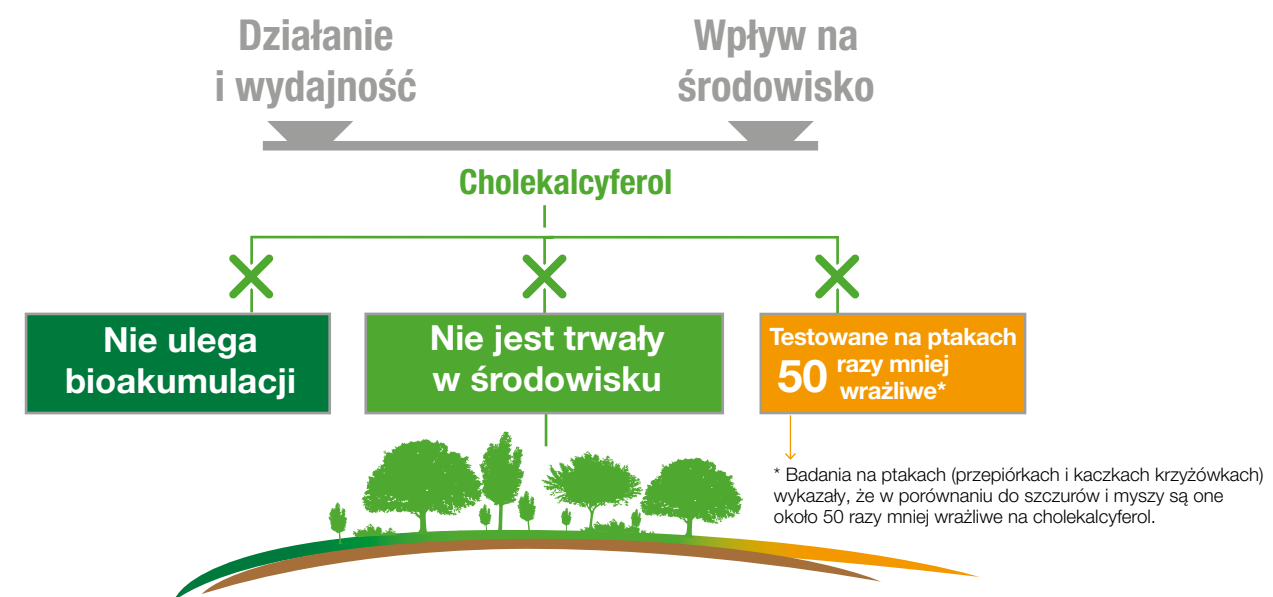 Działanie
i wydajność
Wpływ na
środowisko
Cholekalcyferol
Nie ulega
bioakumulacji
Nie jest trwały
w środowisku
Testowane na ptakach
50 razy mniej
wrażliwe*
* Badania na ptakach (przepiórkach i kaczkach krzyżówkach)
wykazały, że w porównaniu do szczurów i myszy są one
około 50 razy mniej wrażliwe na cholekalcyferol.